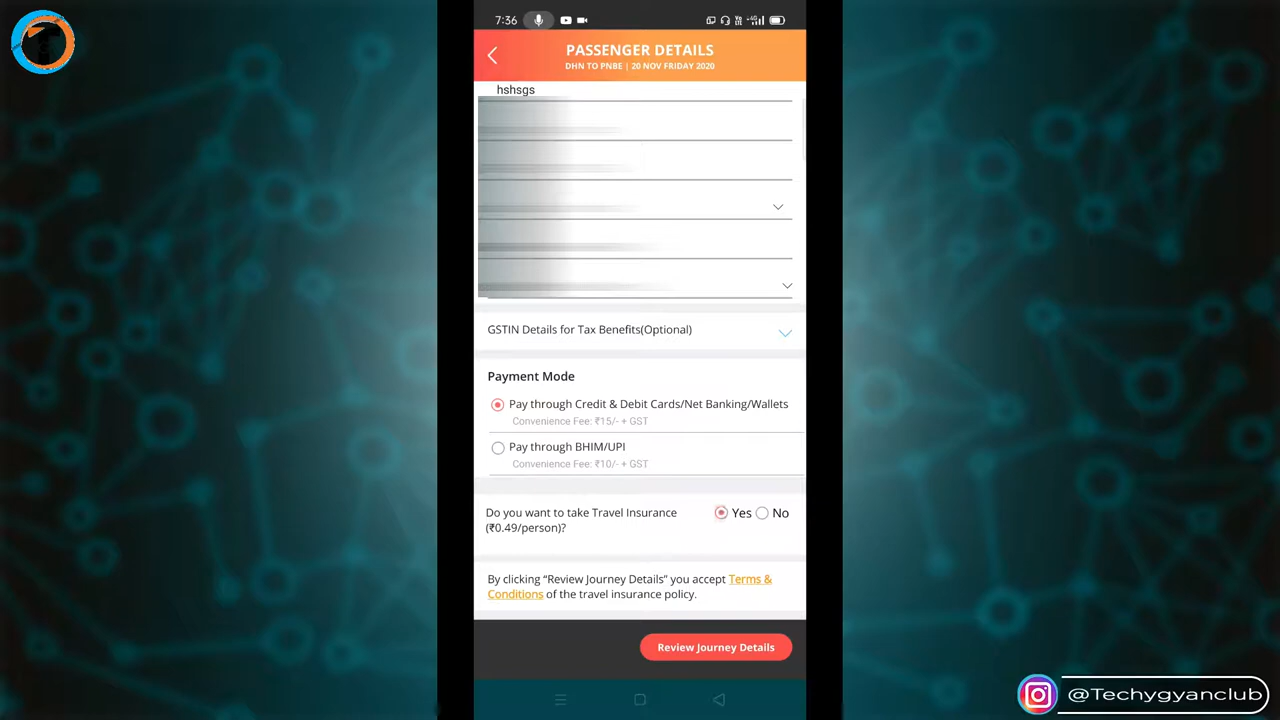 7:36
PASSENGER DETAILS
DHN TO PNBE | 20 NOV FRIDAY 2020
hshsgs
GSTIN Details for Tax Benefits(Optional)
Payment Mode
Pay through Credit & Debit Cards/Net Banking/Wallets
Convenience Fee: ₹15/- + GST
Pay through BHIM/UPI
Convenience Fee: ₹10/- + GST
Do you want to take Travel Insurance
(₹0.49/person)?
Yes No
By clicking “Review Journey Details” you accept Terms &
Conditions of the travel insurance policy.
Review Journey Details
@Techygyanclub